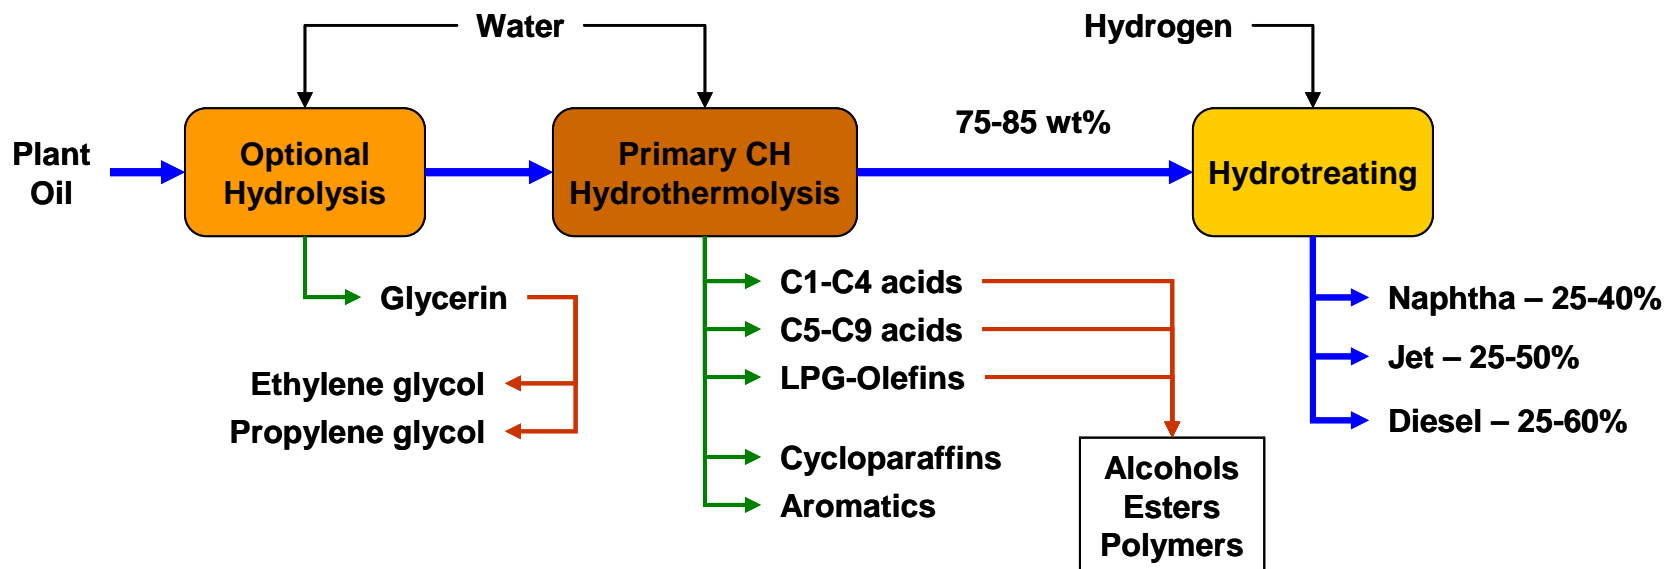 Water
Hydrogen
75-85 wt%
Plant
Oil
Optional
Hydrolysis
Primary CH
Hydrothermolysis
Hydrotreating
Glycerin
Ethylene glycol
Propylene glycol
C1-C4 acids
C5-C9 acids
LPG-Olefins
Cycloparaffins
Aromatics
Alcohols
Esters
Polymers
Naphtha – 25-40%
Jet – 25-50%
Diesel – 25-60%